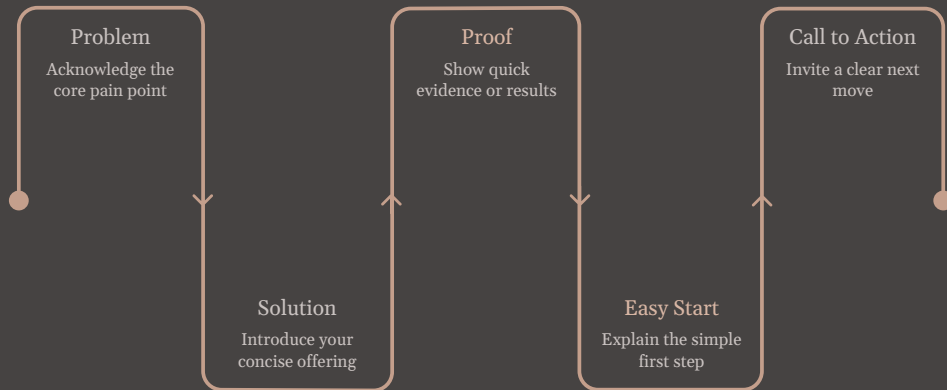 Problem
Acknowledge the
core pain point
Solution
Introduce your
concise offering
Proof
Show quick
evidence or results
Easy Start
Explain the simple
first step
Call to Action
Invite a clear next
move